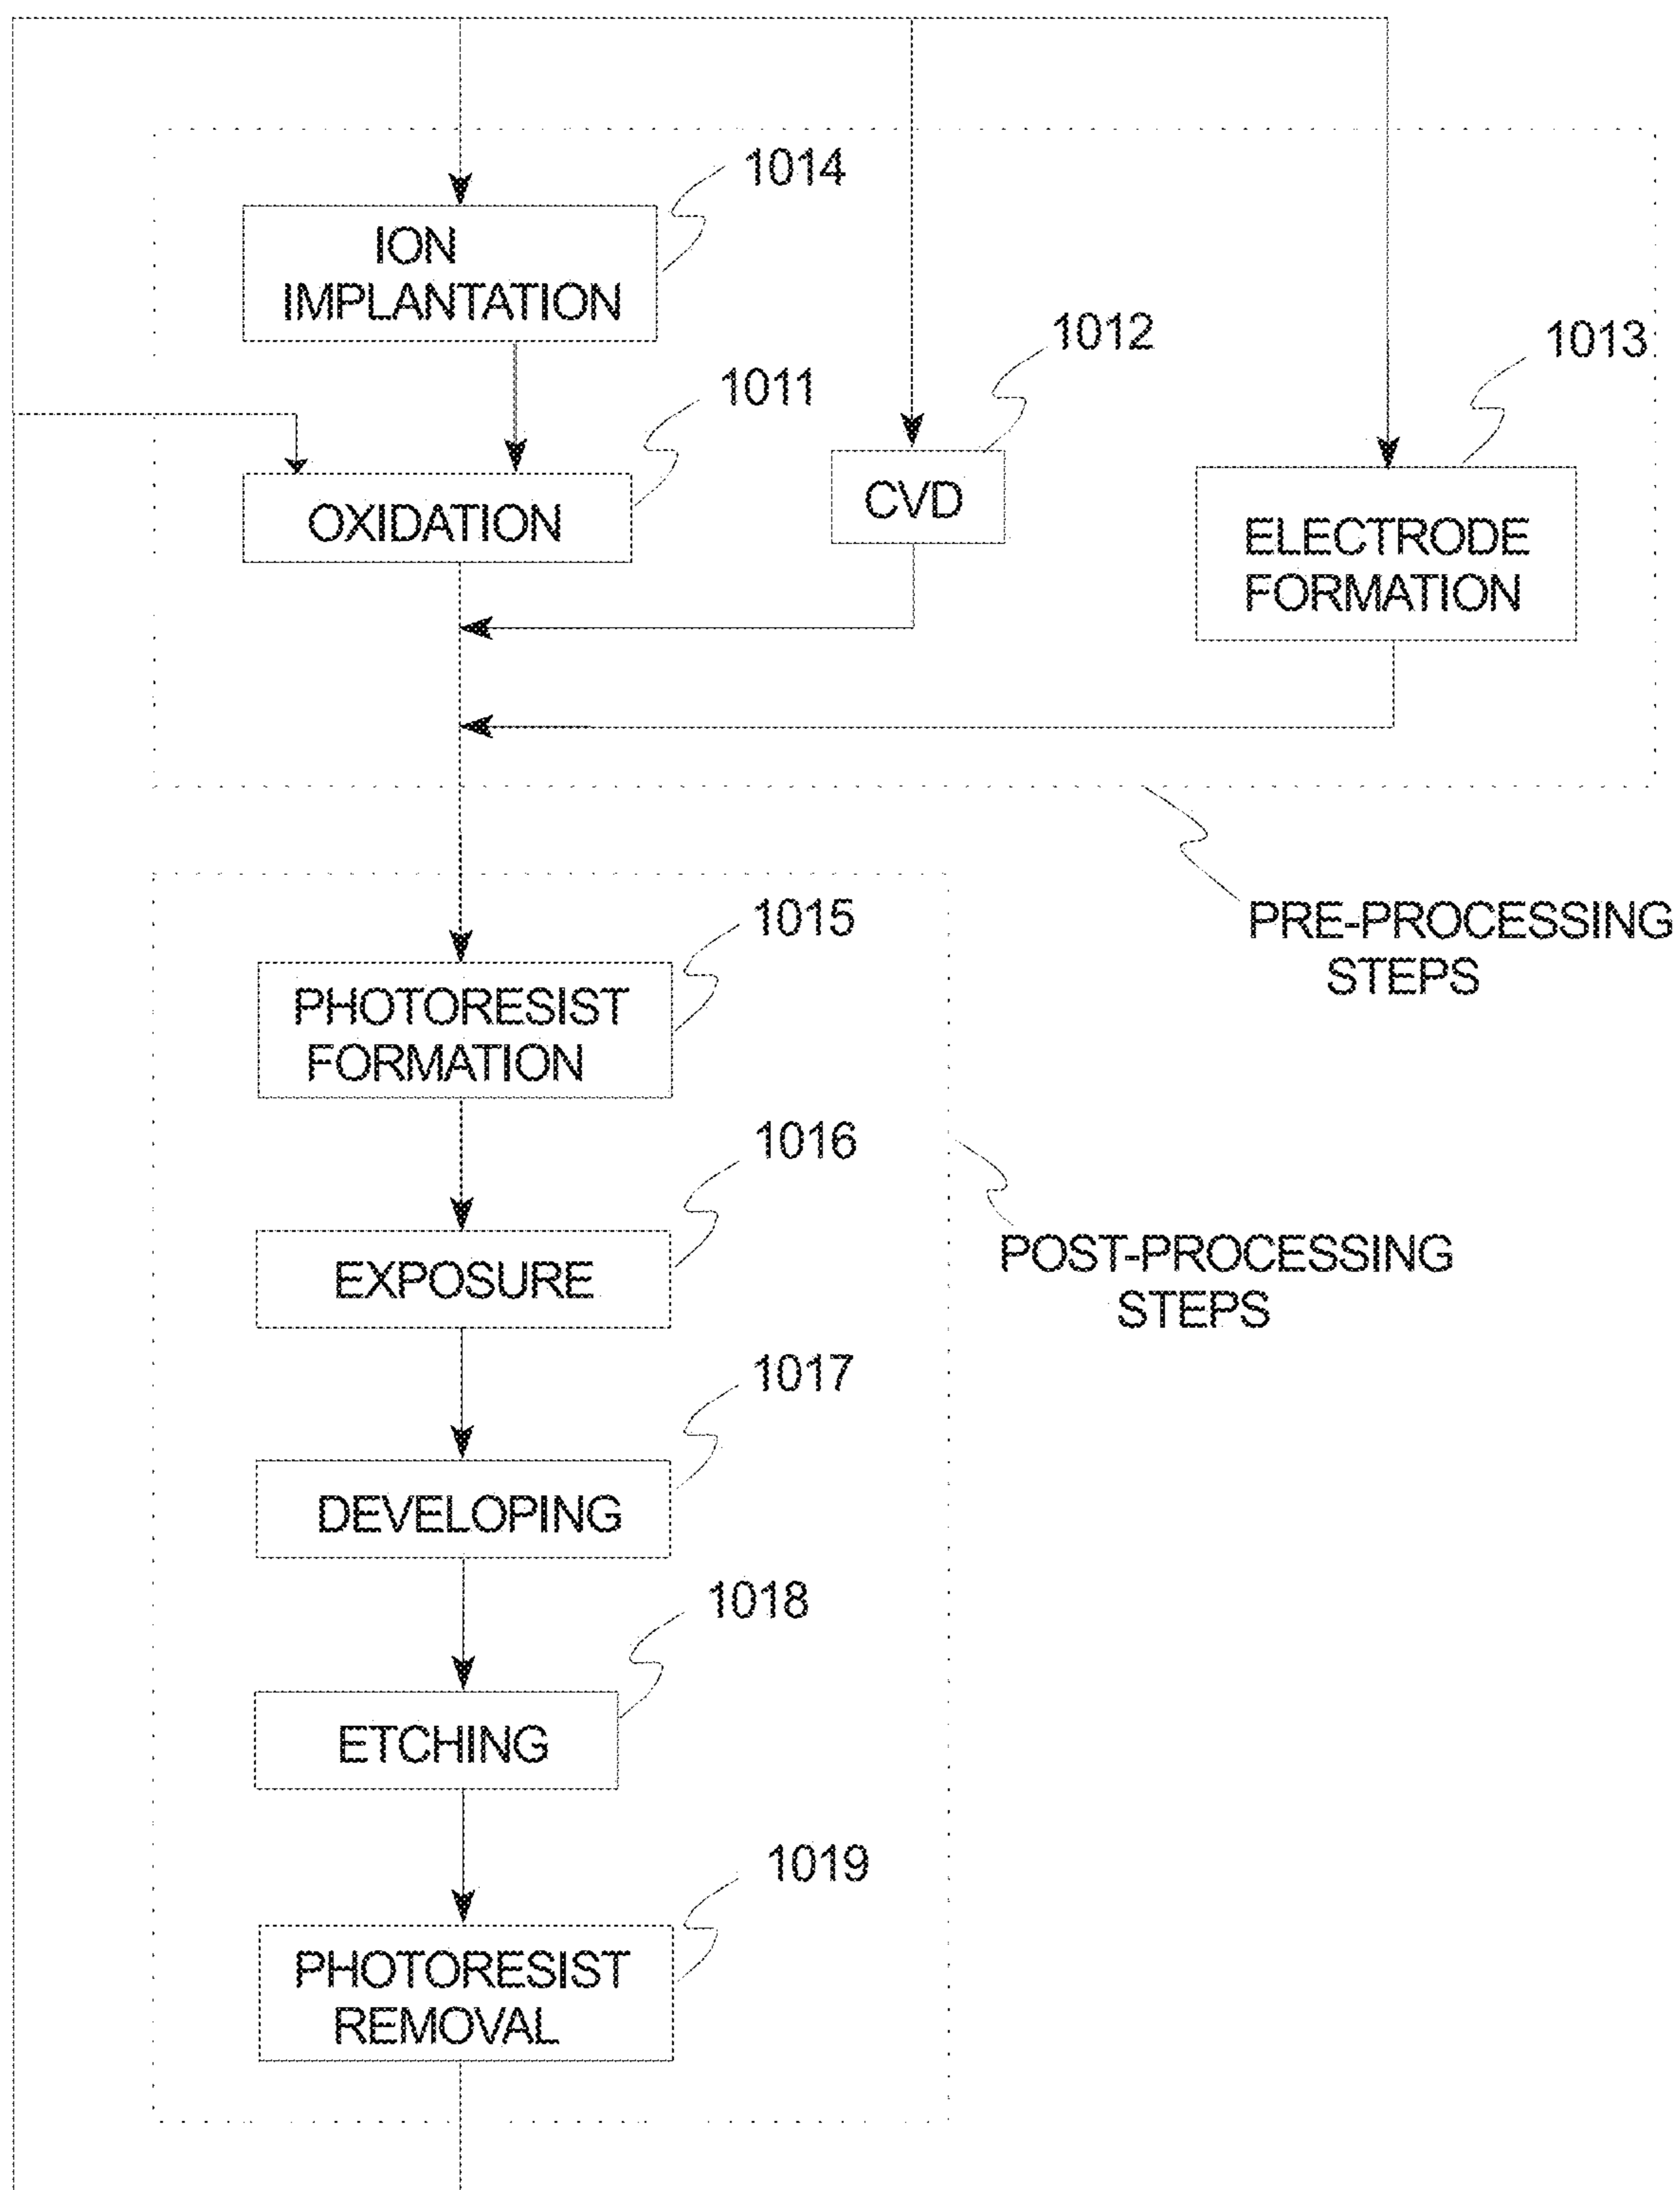 1014
ION
IMPLANTATION
1012
1013
1011
OXIDATION
CVD
ELECTRODE
FORMATION
PRE-PROCESSING
STEPS
1015
PHOTORESIST
FORMATION
1016
EXPOSURE
POST-PROCESSING
STEPS
1017
DEVELOPING
1018
ETCHING
1019
PHOTORESIST
REMOVAL